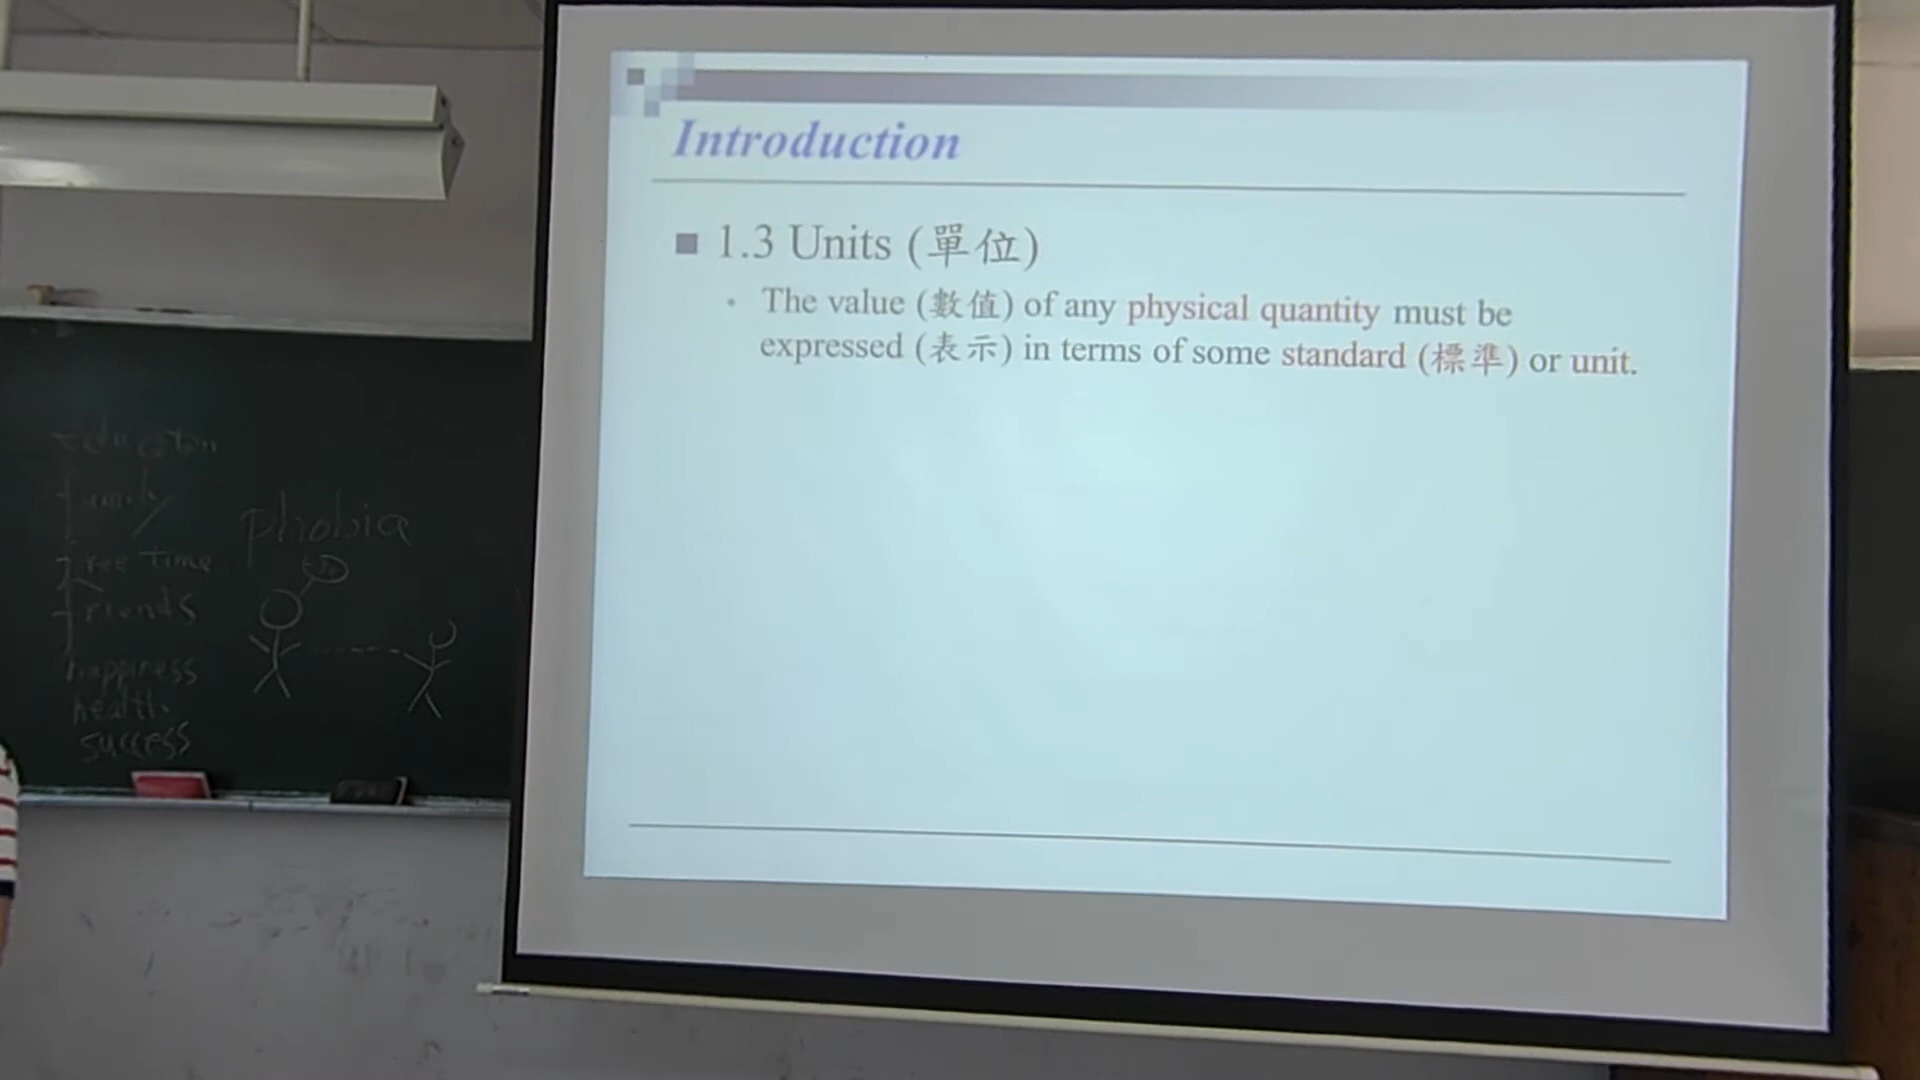 Introduction
1.3 Units (單位)
The value (數值) of any physical quantity must be
expressed (表示) in terms of some standard (標準) or unit.
education
family
free time
friends
happiness
health
success
phobia